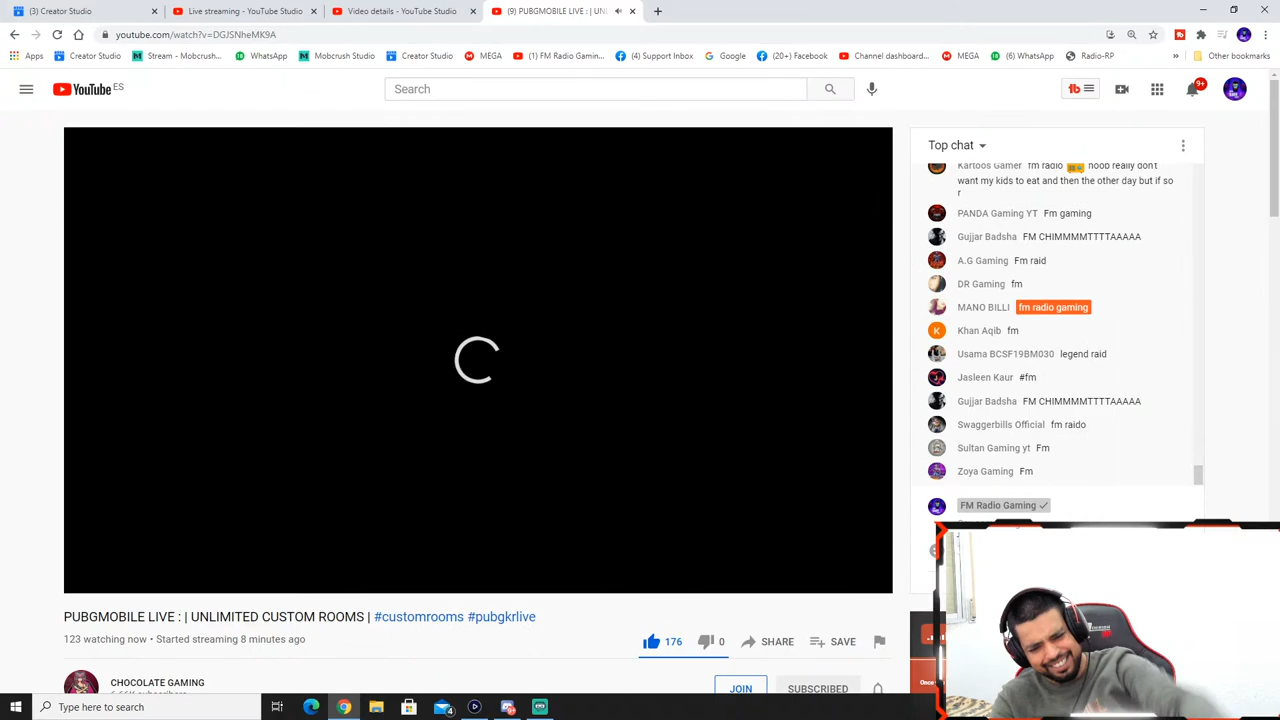 (3) Creator Studio
Live streaming - YouTube Studio
Video details - YouTube Studio
(9) PUBGMOBILE LIVE : | UN
youtube.com/watch?v=DGJSNheMK9A
Apps
Creator Studio
Stream - Mobcrush...
WhatsApp
Mobcrush Studio
Creator Studio
MEGA
(1) FM Radio Gami...
(4) Support Inbox
Google
(20+) Facebook
Channel dashboard...
MEGA
(6) WhatsApp
Radio-RP
»
Other bookmarks
YouTube ES
Search
9+
Top chat
Kartoos Gamer fm radio noob really don't
want my kids to eat and then the other day but if so
r
PANDA Gaming YT Fm gaming
Gujjar Badsha FM CHIMMMMTTTTAAAAA
A.G Gaming Fm raid
DR Gaming fm
MANO BILLI fm radio gaming
K Khan Aqib fm
Usama BCSF19BM030 legend raid
Jasleen Kaur #fm
Gujjar Badsha FM CHIMMMMTTTTAAAAA
Swaggerbills Official fm raido
Sultan Gaming yt Fm
Zoya Gaming Fm
FM Radio Gaming
PUBGMOBILE LIVE : | UNLIMITED CUSTOM ROOMS | #customrooms #pubgkrlive
123 watching now • Started streaming 8 minutes ago
176
0
SHARE
SAVE
CHOCOLATE GAMING
JOIN
SUBSCRIBED
Once
Type here to search